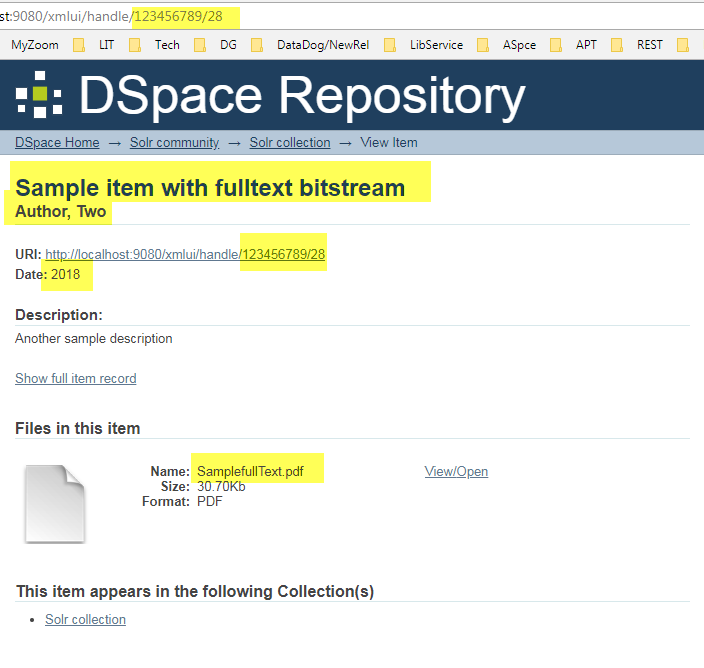 st:9080/xmlui/handle/123456789/28
MyZoom LIT Tech DG DataDog/NewRel LibService ASpce APT REST
DSpace Repository
DSpace Home → Solr community → Solr collection → View Item
Sample item with fulltext bitstream
Author, Two
URI: http://localhost:9080/xmlui/handle/123456789/28
Date: 2018
Description:
Another sample description
Show full item record
Files in this item
Name: SamplefullText.pdf View/Open
Size: 30.70Kb
Format: PDF
This item appears in the following Collection(s)
• Solr collection